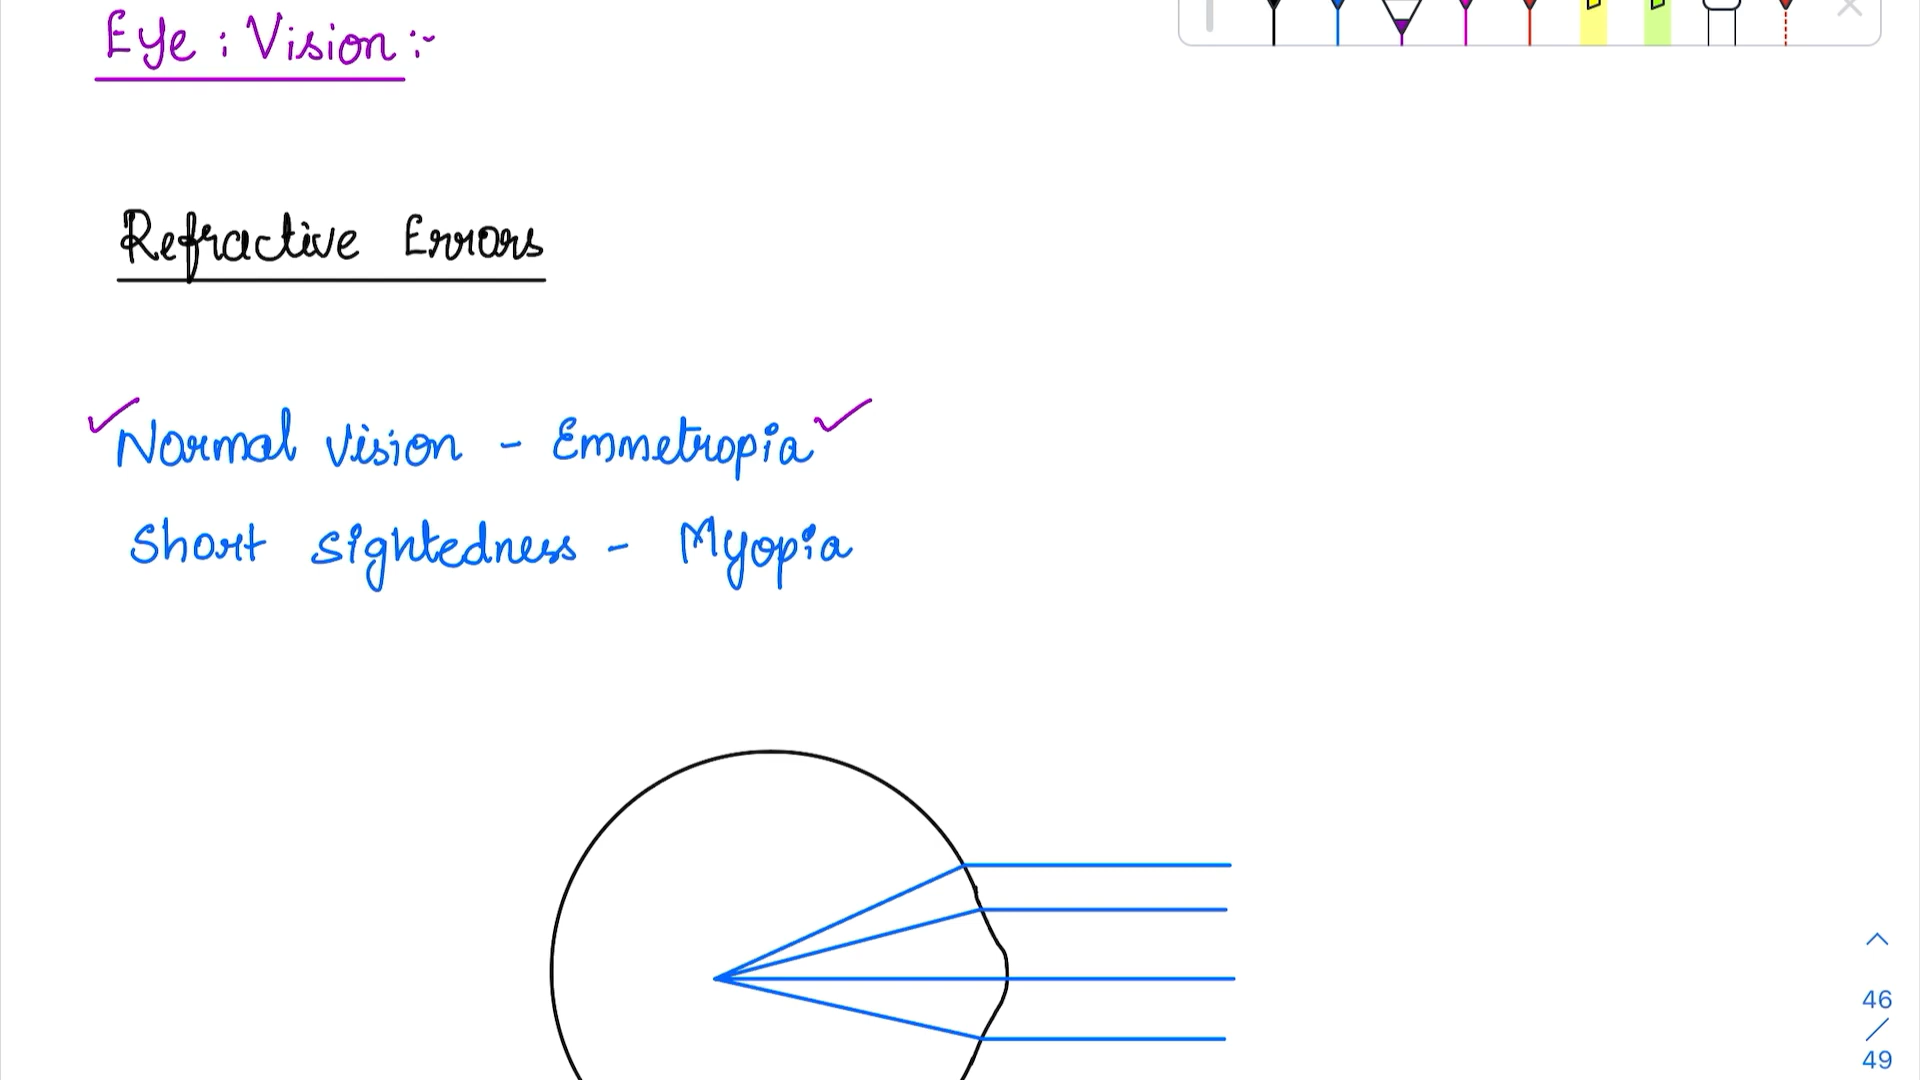 Eye : Vision :-
Refractive Errors
Normal vision - Emmetropia
Short sightedness - Myopia
46
/
49